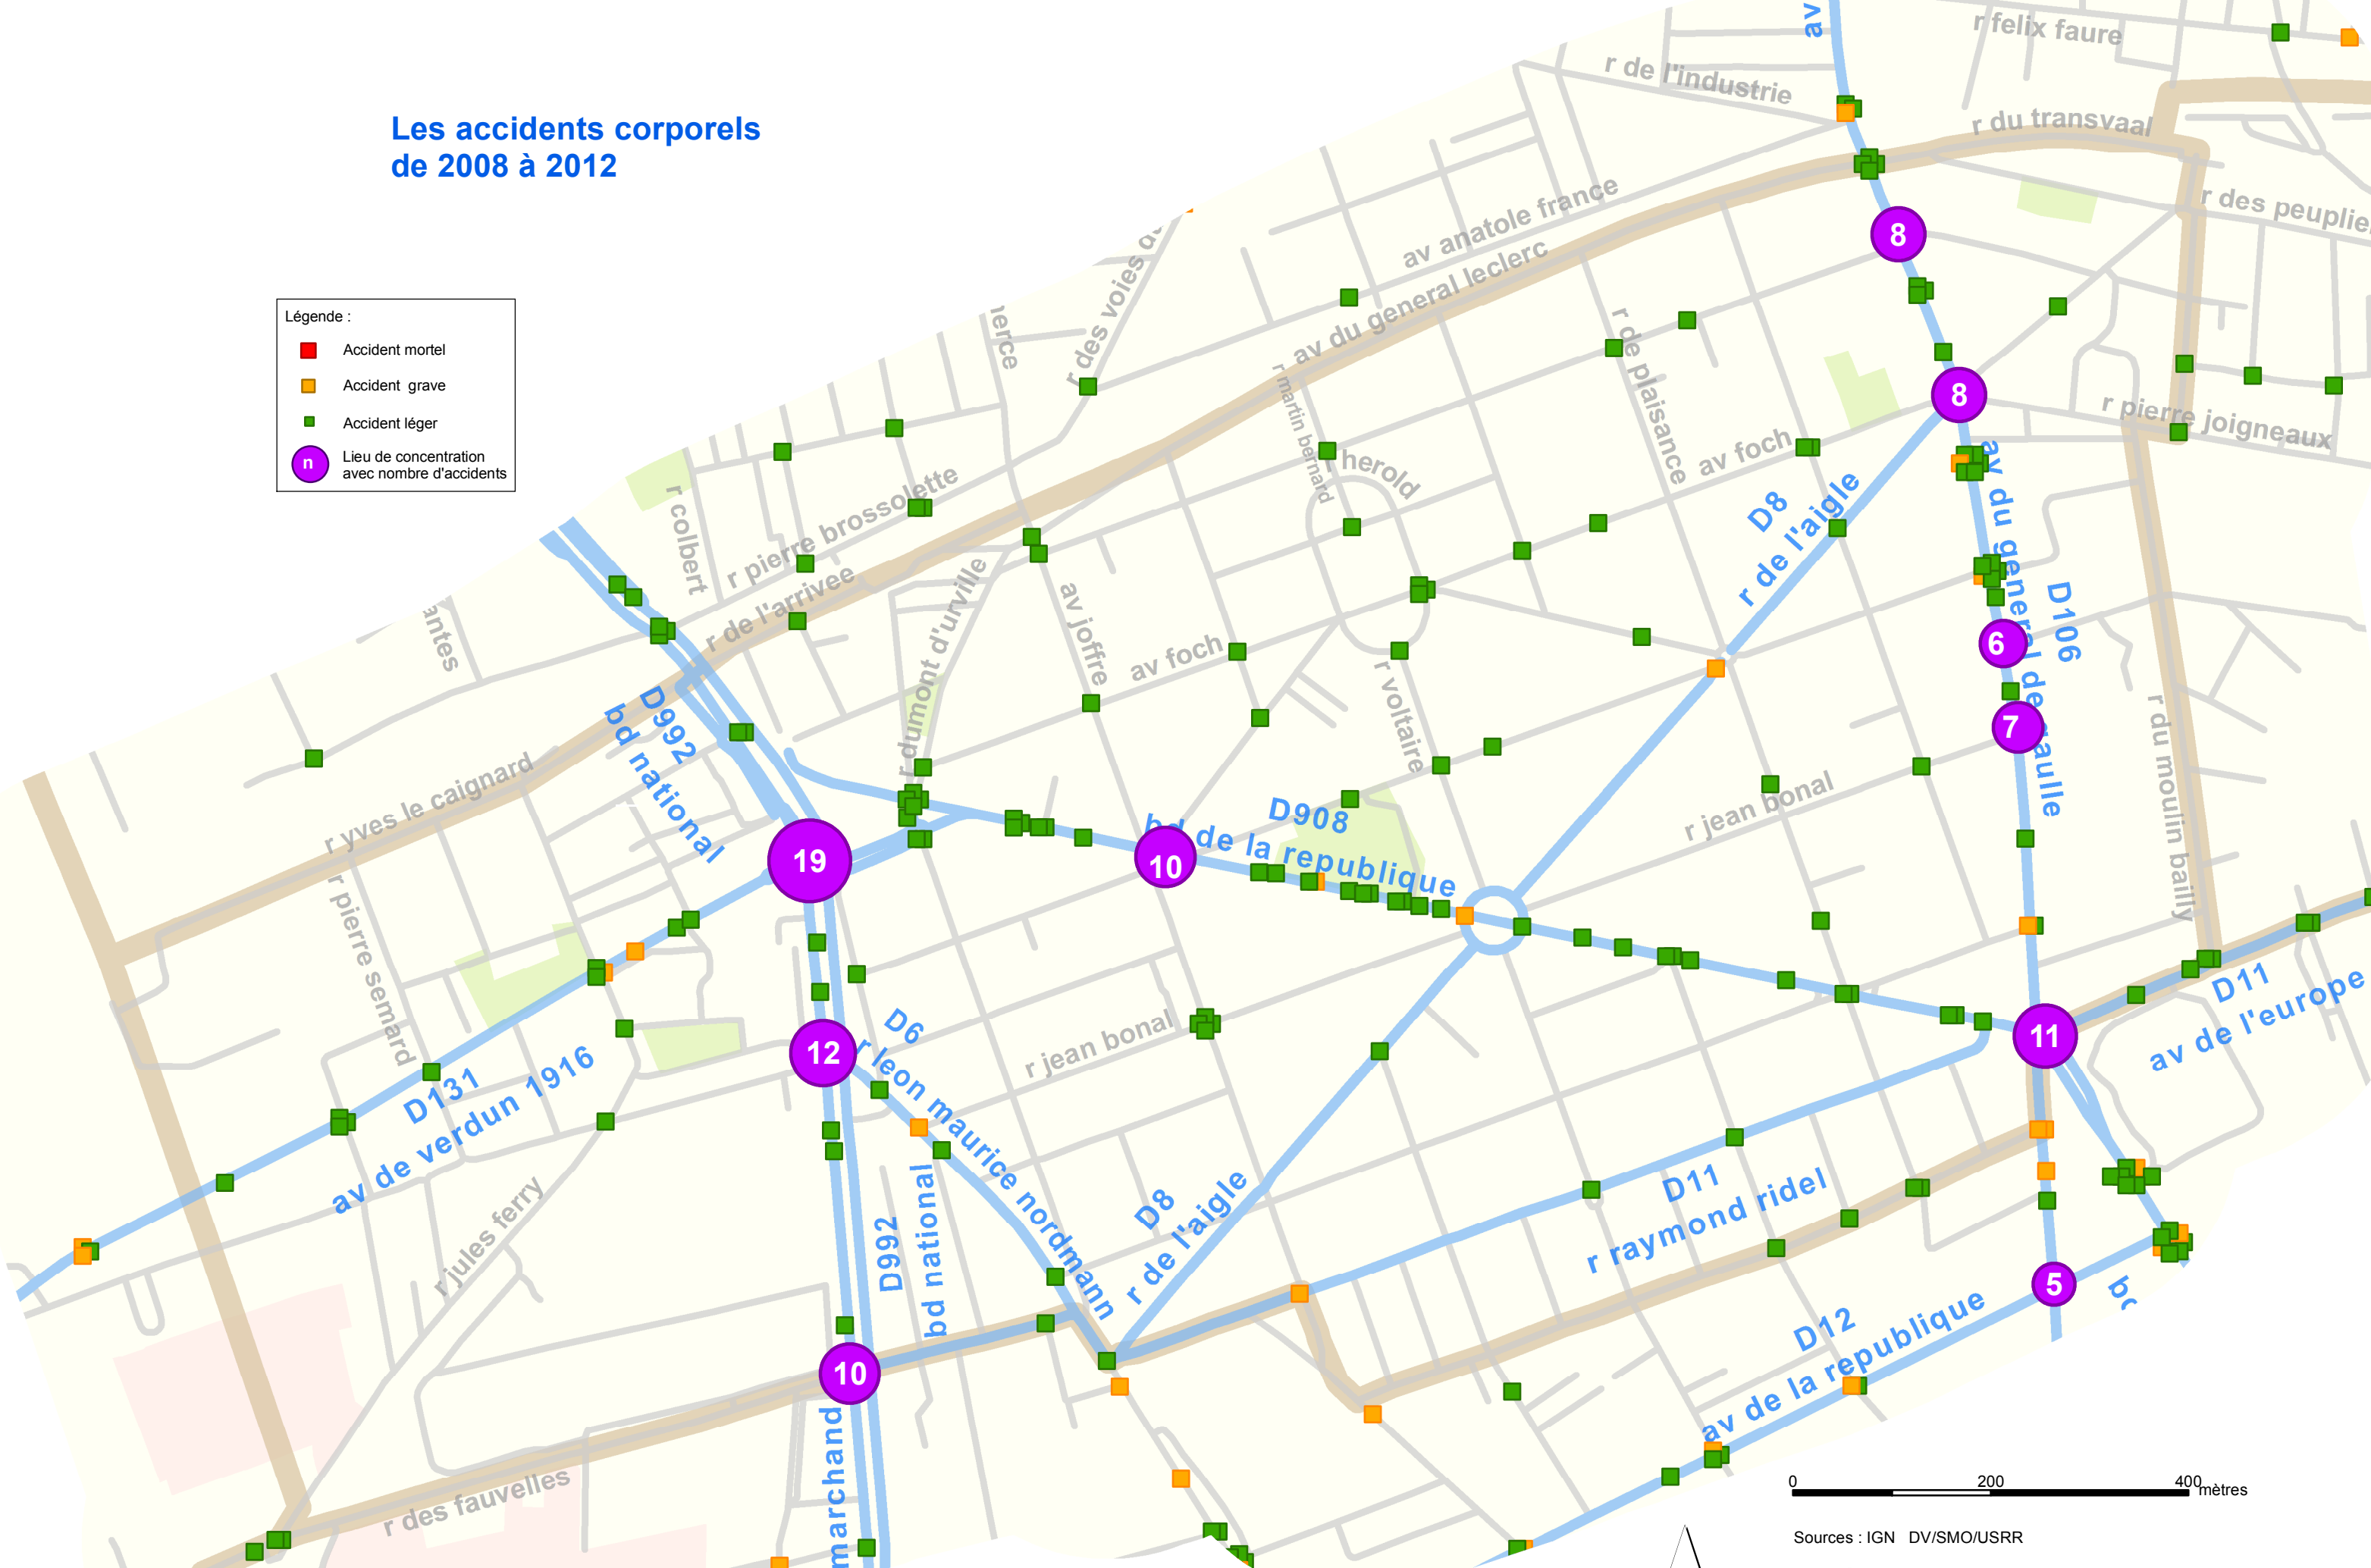 Les accidents corporels
de 2008 à 2012
Légende :
Accident mortel
Accident grave
Accident léger
n
Lieu de concentration
avec nombre d'accidents
av
r felix faure
r de l'industrie
r du transvaal
r des peuplie
av anatole france
av du general leclerc
r des voies de
erce
r martin bernard
r de plaisance
r pierre joigneaux
8
8
herold
av foch
D8
r de l'aigle
av du general de gaulle
D106
r colbert
r pierre brossolette
r de l'arrivee
r dumont d'urville
av joffre
av foch
r voltaire
antes
D992
bd national
6
7
r du moulin bailly
r yves le caignard
r pierre semard
D908
bd de la republique
r jean bonal
19
10
12
11
D11
av de l'europe
D6
r leon maurice nordmann
r jean bonal
D131
av de verdun 1916
r jules ferry
D992
bd national
D8
r de l'aigle
D11
r raymond ridel
5
D12
av de la republique
10
marchand
r des fauvelles
0 200 400 mètres
Sources : IGN DV/SMO/USRR